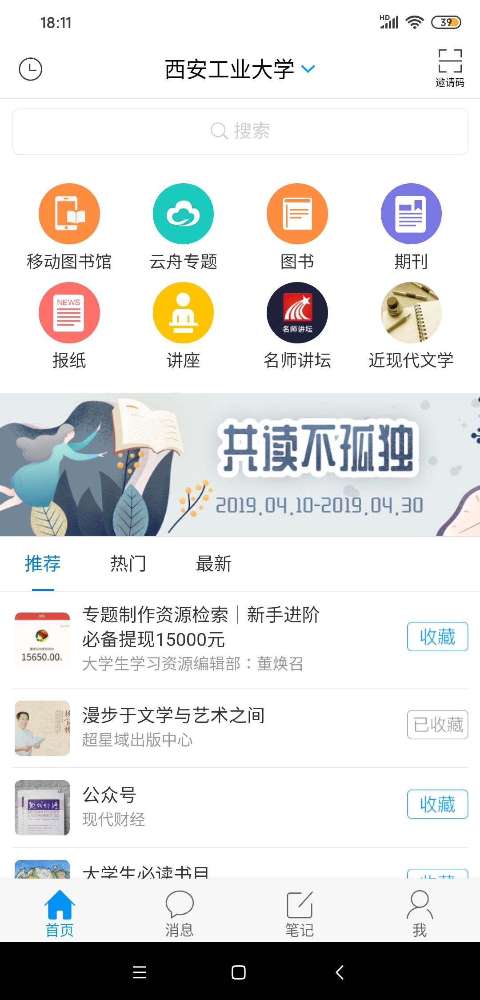 18:11
HD
39
西安工业大学
邀请码
搜索
移动图书馆
云舟专题
图书
期刊
NEWS
名师讲坛
报纸
讲座
名师讲坛
近现代文学
共读不孤独
2019.04.10-2019.04.30
推荐
热门
最新
专题制作资源检索｜新手进阶
必备提现15000元
大学生学习资源编辑部：董焕召
收藏
15650.00元
漫步于文学与艺术之间
超星域出版中心
已收藏
公众号
现代财经
收藏
现代财经
MODERN FINANCE
& ECONOMICS
大学生必读书目
收藏
首页
消息
笔记
我